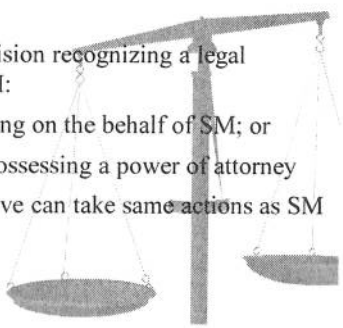 ision recognizing a legal
M:
ng on the behalf of SM; or
ossessing a power of attorney
ve can take same actions as SM